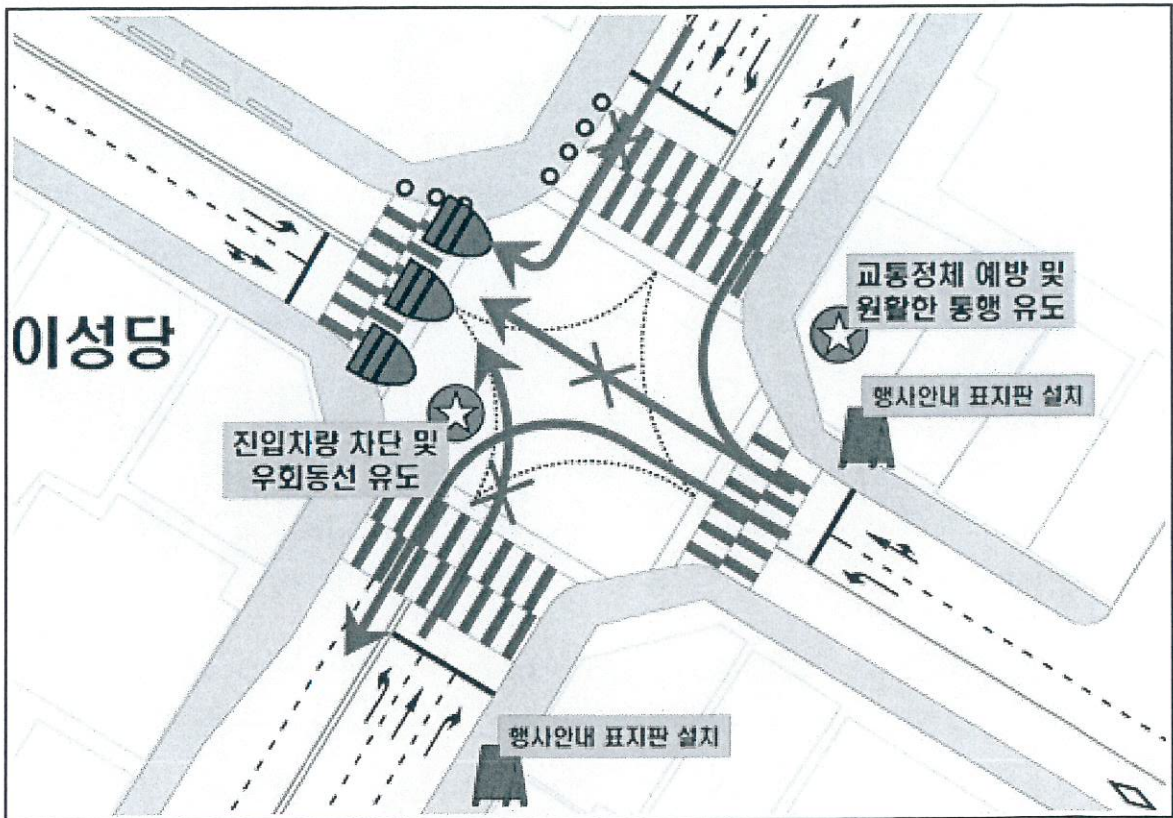 교통정체 예방 및
원활한 통행 유도
이성당
행사안내 표지판 설치
진입차량 차단 및
우회동선 유도
행사안내 표지판 설치